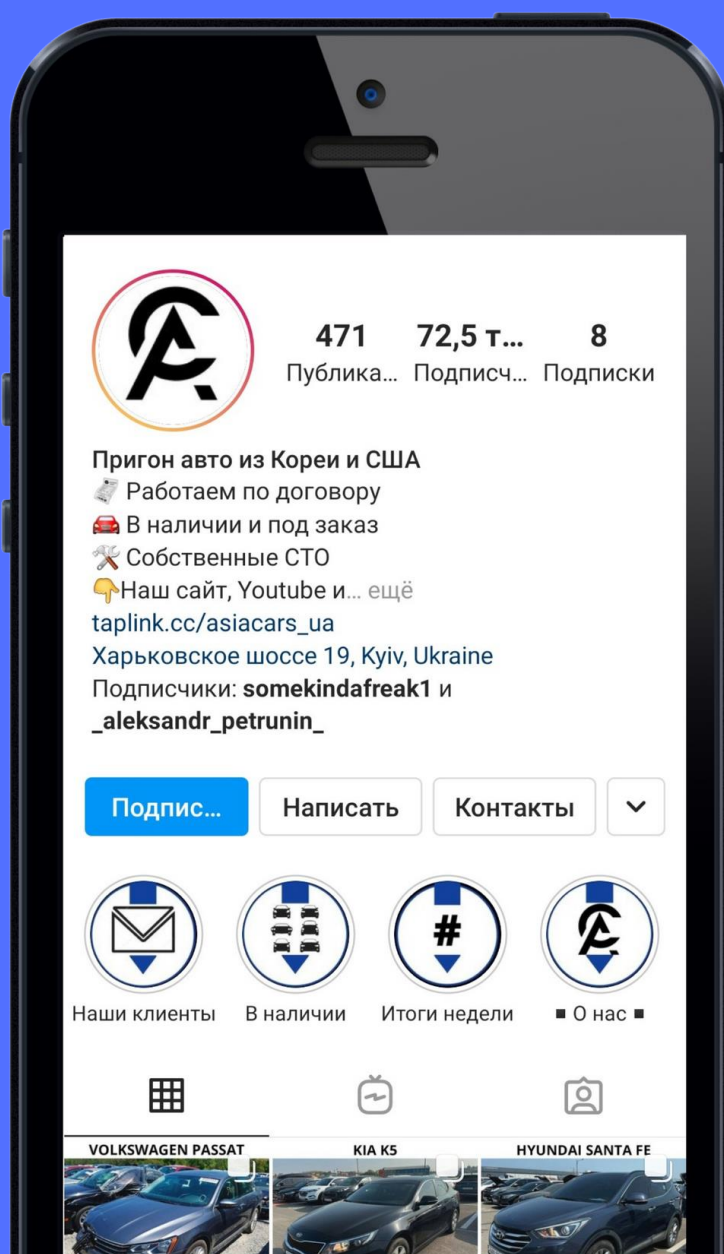 471
72,5 т...
8
Публика...
Подписч...
Подписки
Пригон авто из Кореи и США
Работаем по договору
В наличии и под заказ
Собственные СТО
Наш сайт, Youtube и... ещё
taplink.cc/asiacars_ua
Харьковское шоссе 19, Kyiv, Ukraine
Подписчики: somekindafreak1 и
_aleksandr_petrunin_
Подпис...
Написать
Контакты
#
Наши клиенты
В наличии
Итоги недели
▪ О нас ▪
VOLKSWAGEN PASSAT
KIA K5
HYUNDAI SANTA FE